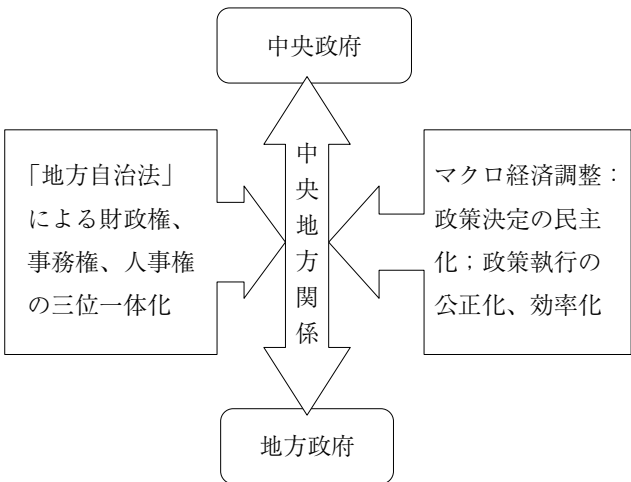 中央政府
「地方自治法」
による財政権、
事務権、人事権
の三位一体化
中央地方関係
マクロ経済調整：
政策決定の民主
化；政策執行の
公正化、効率化
地方政府